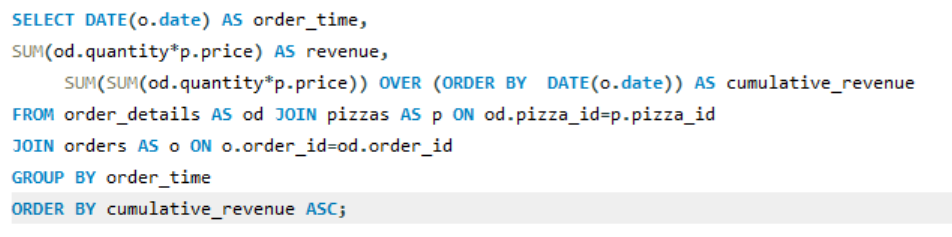 SELECT DATE(o.date) AS order_time,
SUM(od.quantity*p.price) AS revenue,
SUM(SUM(od.quantity*p.price)) OVER (ORDER BY  DATE(o.date)) AS cumulative_revenue
FROM order_details AS od JOIN pizzas AS p ON od.pizza_id=p.pizza_id
JOIN orders AS o ON o.order_id=od.order_id
GROUP BY order_time
ORDER BY cumulative_revenue ASC;